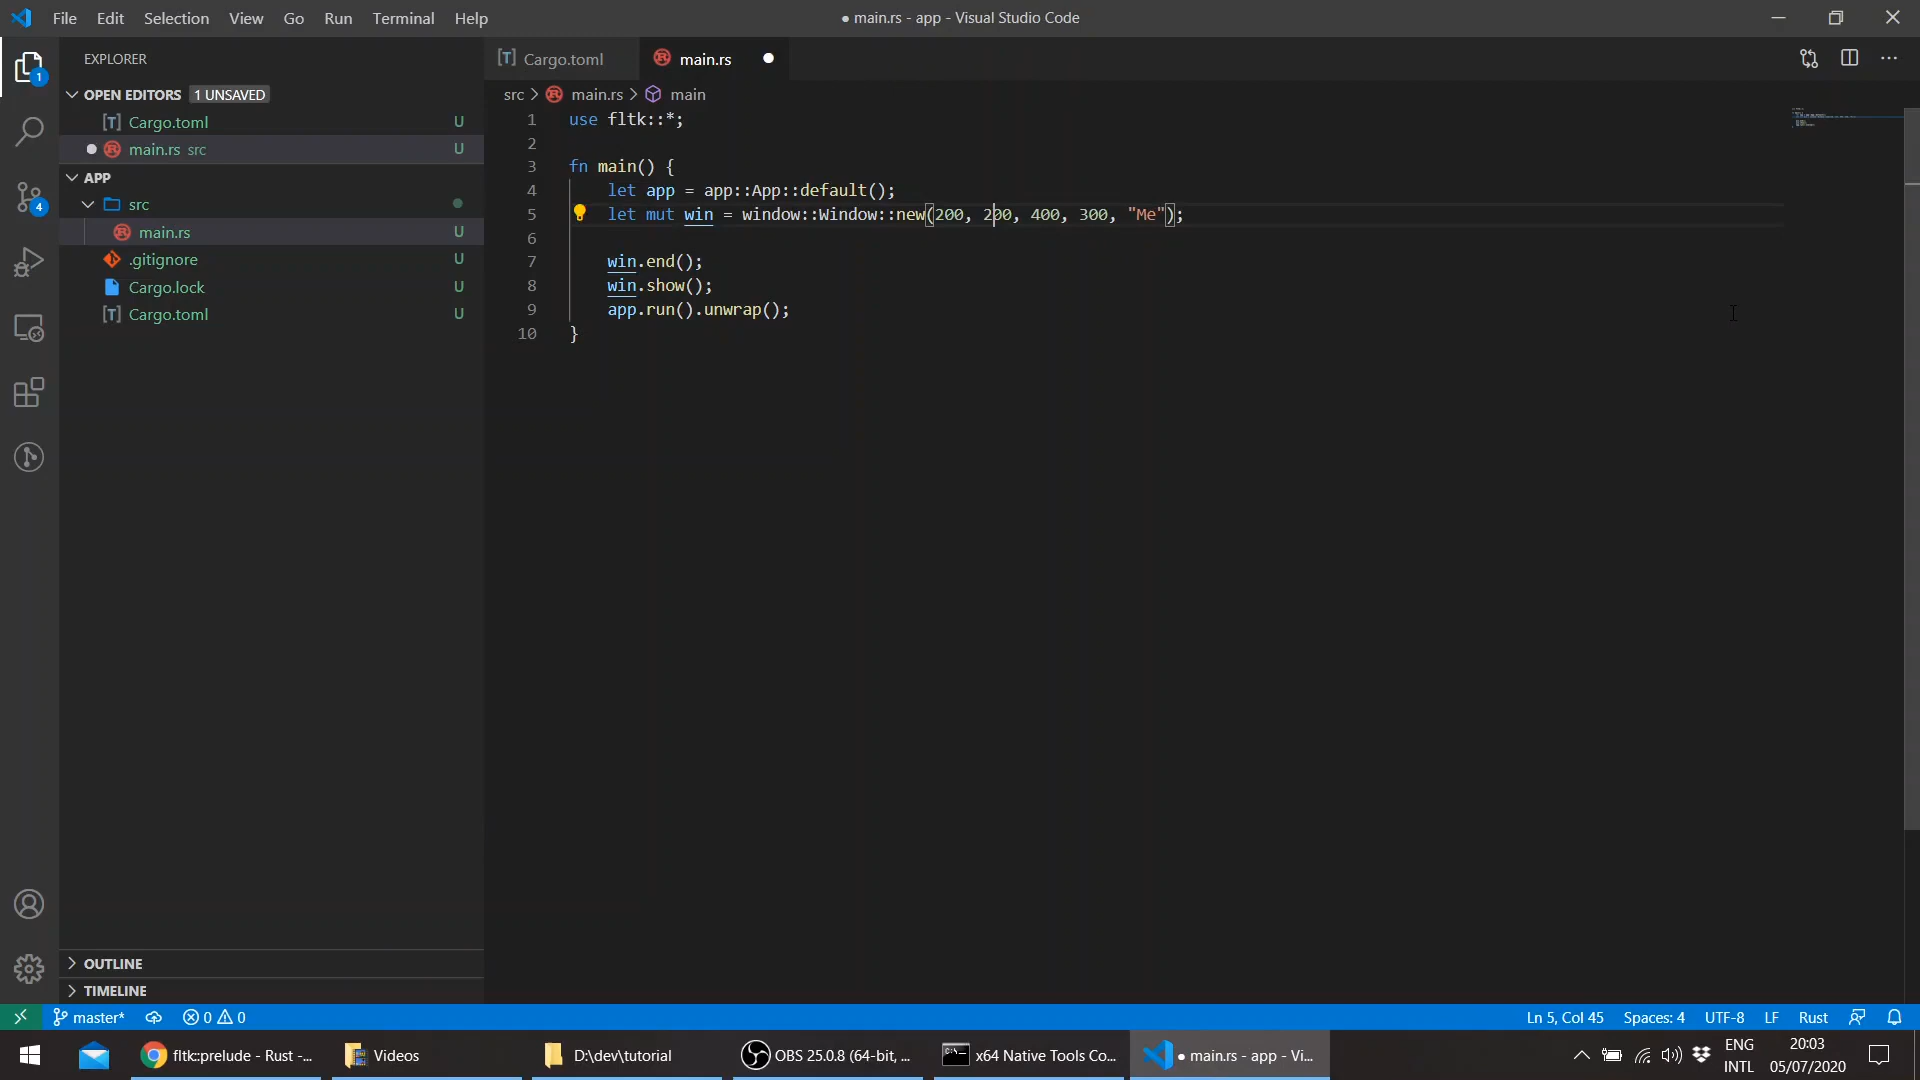 File Edit Selection View Go Run Terminal Help
● main.rs - app - Visual Studio Code
EXPLORER
OPEN EDITORS 1 UNSAVED
[T] Cargo.toml U
main.rs src U
APP
src
main.rs U
.gitignore U
Cargo.lock U
[T] Cargo.toml U
OUTLINE
TIMELINE
[T] Cargo.toml
main.rs
src > main.rs > main
1 use fltk::*;
2
3 fn main() {
4 let app = app::App::default();
5 let mut win = window::Window::new(200, 200, 400, 300, "Me");
6
7 win.end();
8 win.show();
9 app.run().unwrap();
10 }
master* 0 0
Ln 5, Col 45 Spaces: 4 UTF-8 LF Rust
fltk::prelude - Rust -...
Videos
D:\dev\tutorial
OBS 25.0.8 (64-bit, ...
x64 Native Tools Co...
● main.rs - app - Vi...
ENG
INTL
20:03
05/07/2020
1
4